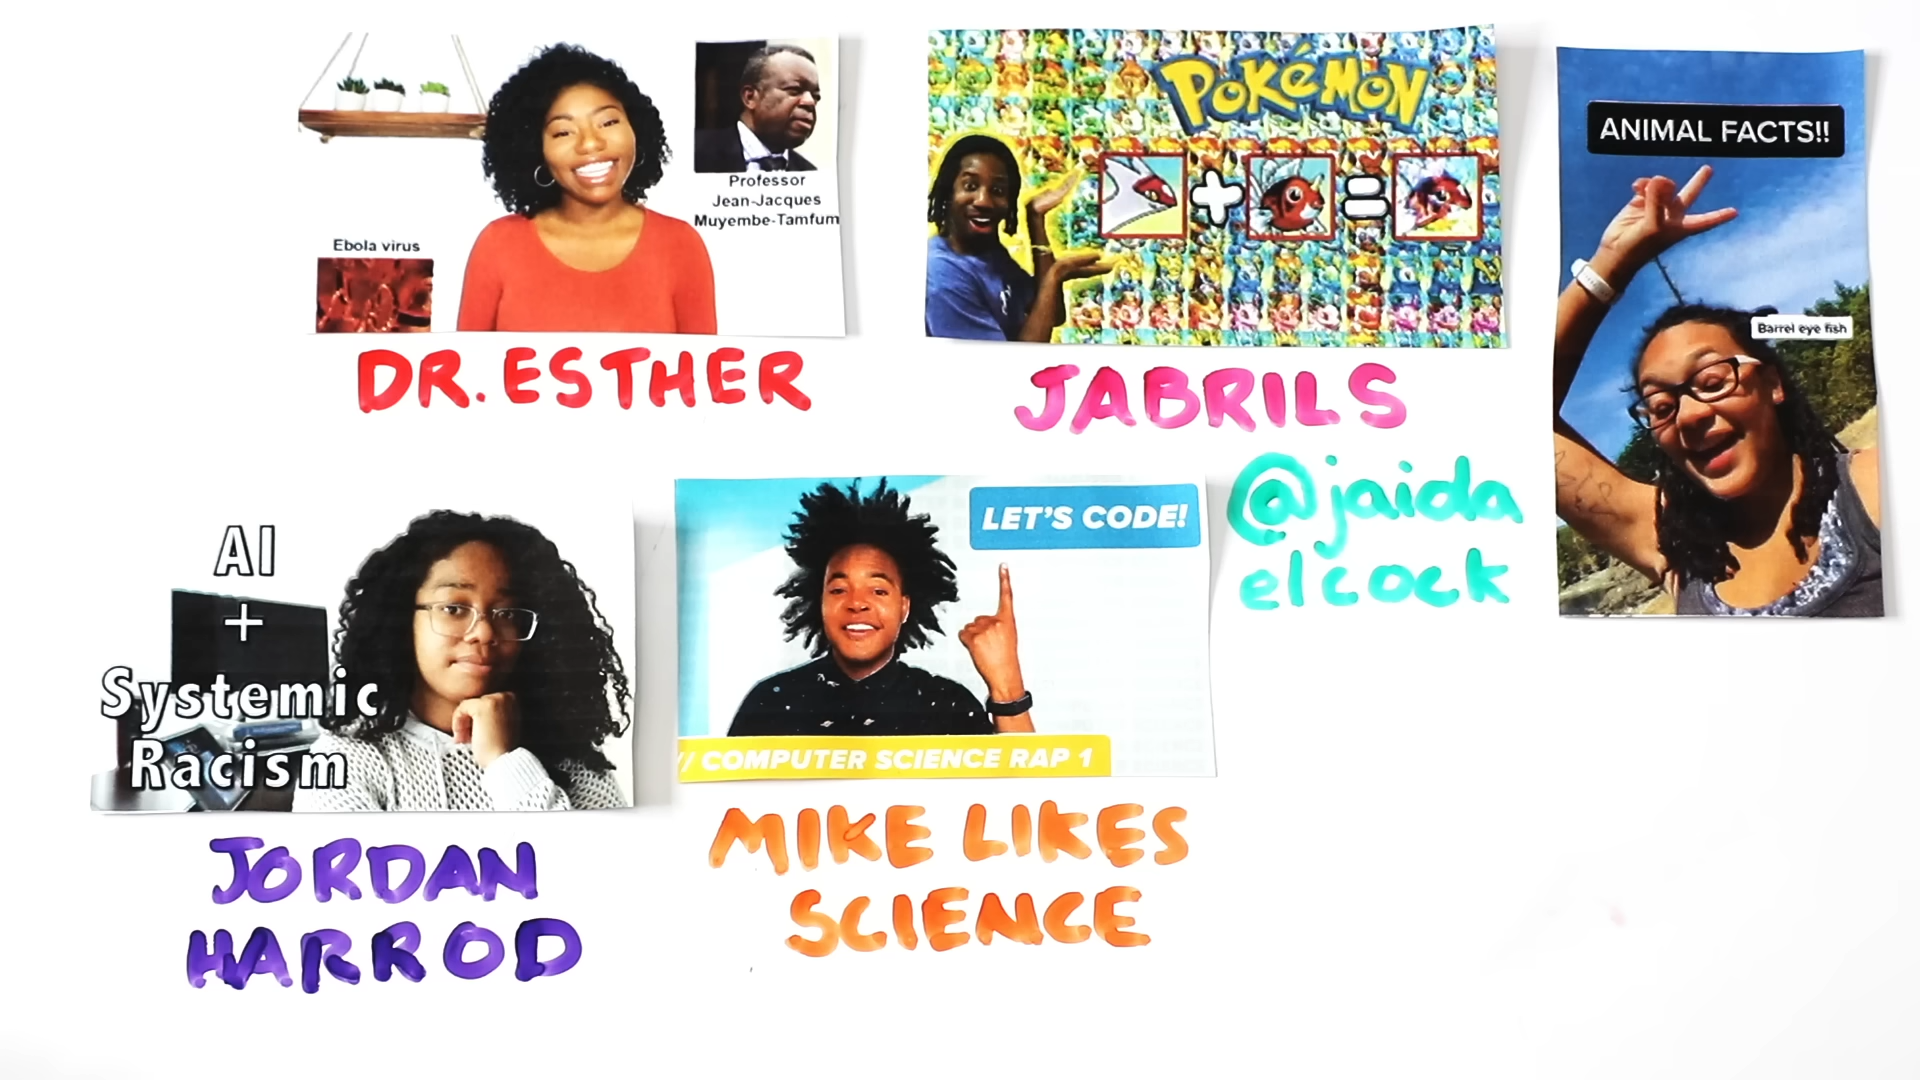 Professor
Jean-Jacques
Muyembe-Tamfum
Ebola virus
DR. ESTHER
POKéMON
+ =
JABRILS
ANIMAL FACTS!!
Barrel eye fish
@jaida
elcock
AI
+
Systemic
Racism
JORDAN
HARROD
LET'S CODE!
// COMPUTER SCIENCE RAP 1
MIKE LIKES
SCIENCE